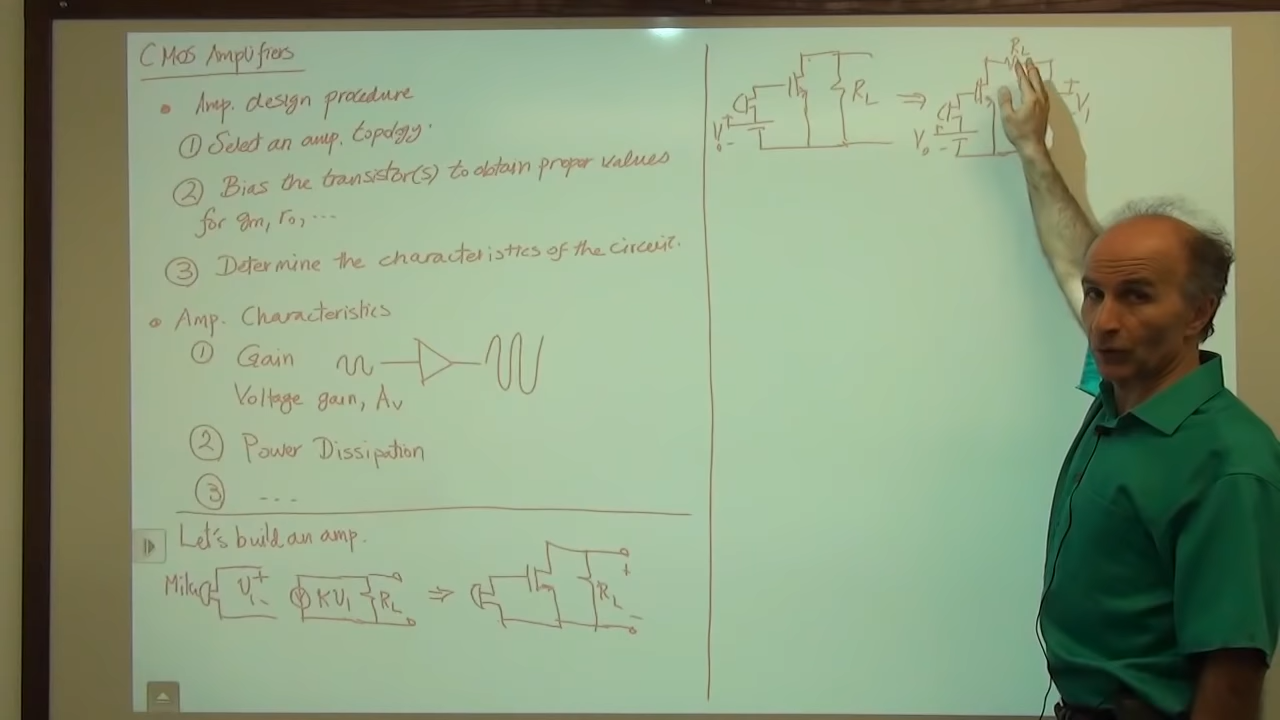 CMOS Amplifiers
• Amp. design procedure
① Select an amp. topology.
② Bias the transistor(s) to obtain proper values
for gm, ro, ...
③ Determine the characteristics of the circuit.
• Amp. Characteristics
① Gain
Voltage gain, Av
② Power Dissipation
③ ...
Let's build an amp.
V1 + - KV1 RL ⇒ RL + -
V0 + - RL ⇒ V0 + - RL + V1